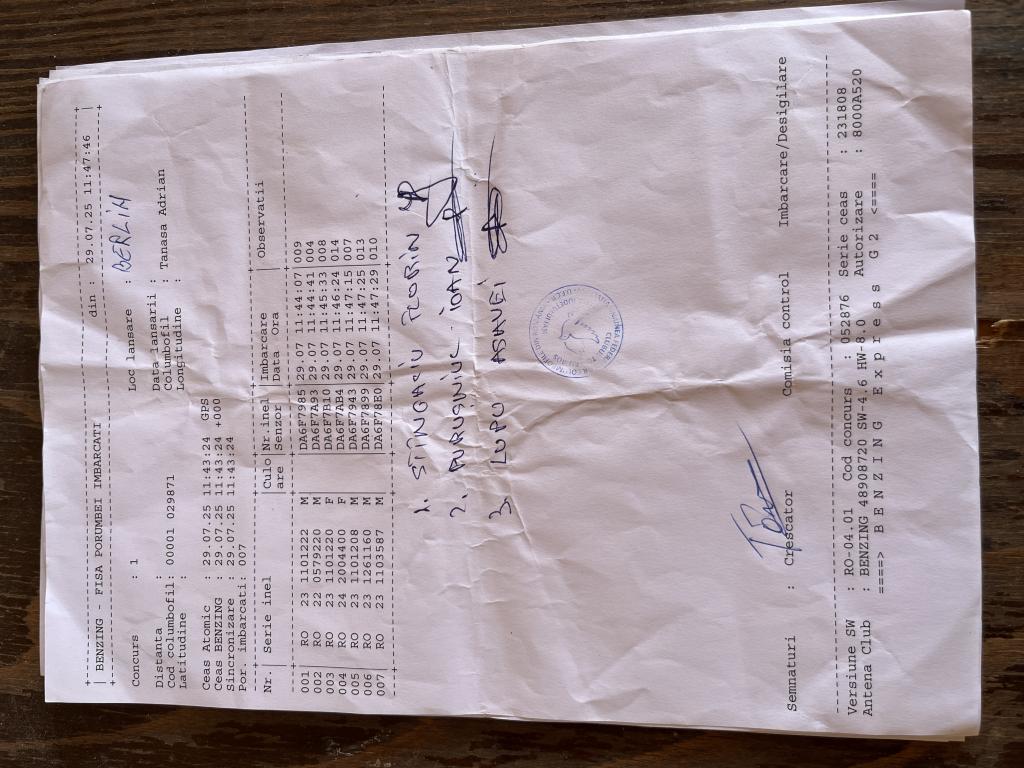 BENZING - FISA PORUMBEI IMBARCATI din : 29.07.25 11:47:46
Concurs : 1 Loc lansare : BERLIN
Distanta : Data lansarii :
Cod columbofil : 00001 029871 Columbofil : Tanasa Adrian
Latitudine : Longitudine :
Ceas Atomic : 29.07.25 11:43:24 GPS
Ceas BENZING : 29.07.25 11:43:24 +000
Sincronizare : 29.07.25 11:43:24
Por. imbarcati: 007
Nr. | Serie inel | Culo | Nr.inel | Imbarcare | Observatii
are | Senzor | Data Ora
001 | RO 23 1101222 M | DA6F7985 | 29.07 11:44:07 | 009
002 | RO 22 0579220 M | DA6F7A93 | 29.07 11:44:41 | 004
003 | RO 23 1101220 F | DA6F7B10 | 29.07 11:45:13 | 008
004 | RO 24 2004400 F | DA6F7AB4 | 29.07 11:46:24 | 014
005 | RO 23 1101208 M | DA6F7943 | 29.07 11:47:15 | 007
006 | RO 23 1261160 M | DA6F7899 | 29.07 11:47:25 | 013
007 | RO 23 1103587 M | DA6F78E0 | 29.07 11:47:29 | 010
1. STINGACIU FLORIN
2. PURUSINIUC IOAN
3. LUPU ASAVEI
Semnaturi : Crescator Comisia control Imbarcare/Desigilare
Versiune SW : RO-04.01 Cod concurs : 052876 Serie ceas : 231808
Antena Club : BENZING 48908720 SW-4.6 HW-8.0 Autorizare : 8000A520
====> B E N Z I N G E x p r e s s G 2 <====